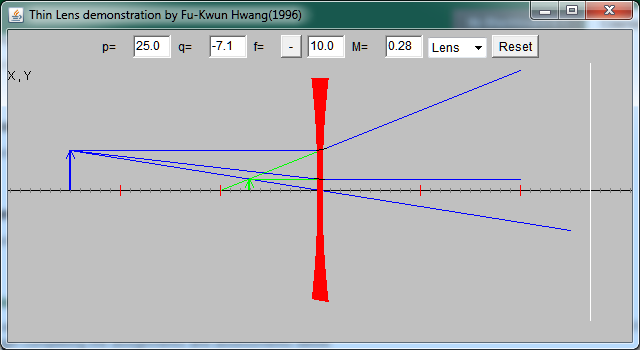 Thin Lens demonstration by Fu-Kwun Hwang(1996)
p= 25.0 q= -7.1 f= - 10.0 M= 0.28 Lens Reset
X,Y